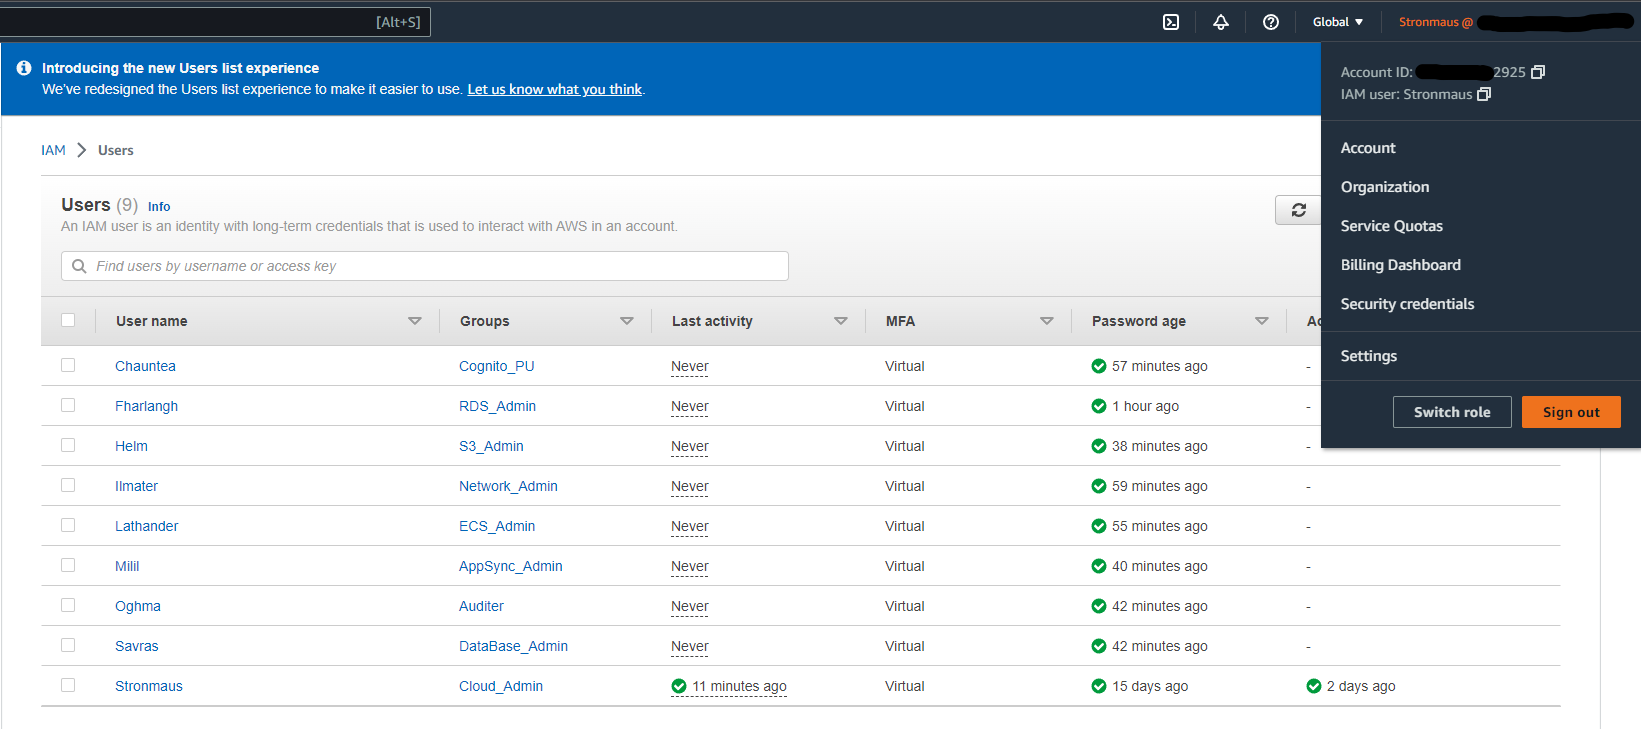 [Alt+S]
Global
Stronmaus @
Introducing the new Users list experience
We've redesigned the Users list experience to make it easier to use. Let us know what you think.
Account ID: 2925
IAM user: Stronmaus
Account
Organization
Service Quotas
Billing Dashboard
Security credentials
Settings
Switch role Sign out
IAM > Users
Users (9) Info
An IAM user is an identity with long-term credentials that is used to interact with AWS in an account.
Find users by username or access key
User name Groups Last activity MFA Password age
Chauntea Cognito_PU Never Virtual 57 minutes ago -
Fharlangh RDS_Admin Never Virtual 1 hour ago -
Helm S3_Admin Never Virtual 38 minutes ago -
Ilmater Network_Admin Never Virtual 59 minutes ago -
Lathander ECS_Admin Never Virtual 55 minutes ago -
Milil AppSync_Admin Never Virtual 40 minutes ago -
Oghma Auditer Never Virtual 42 minutes ago -
Savras DataBase_Admin Never Virtual 42 minutes ago -
Stronmaus Cloud_Admin 11 minutes ago Virtual 15 days ago 2 days ago